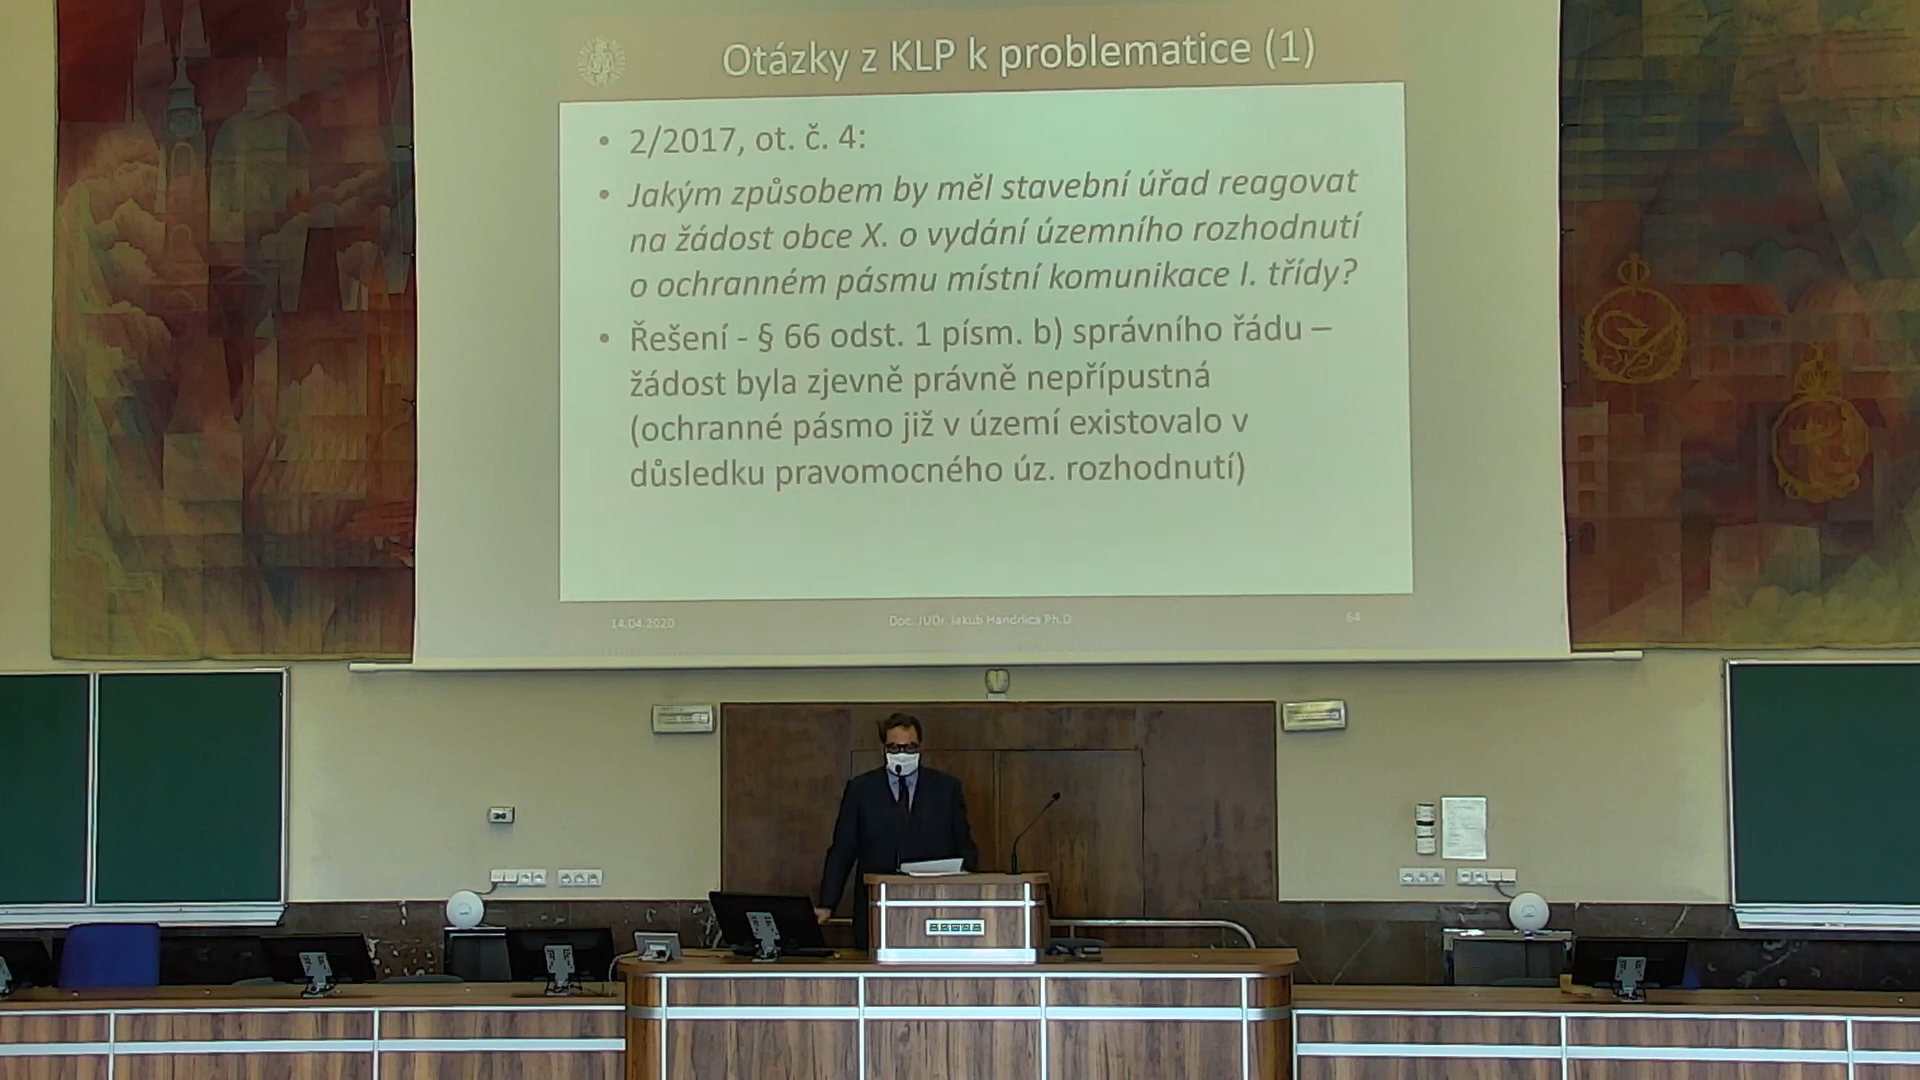 Otázky z KLP k problematice (1)
• 2/2017, ot. č. 4:
• Jakým způsobem by měl stavební úřad reagovat
na žádost obce X. o vydání územního rozhodnutí
o ochranném pásmu místní komunikace I. třídy?
• Řešení - § 66 odst. 1 písm. b) správního řádu –
žádost byla zjevně právně nepřípustná
(ochranné pásmo již v území existovalo v
důsledku pravomocného úz. rozhodnutí)
14.04.2020
Doc. JUDr. Jakub Handrlica Ph.D
64